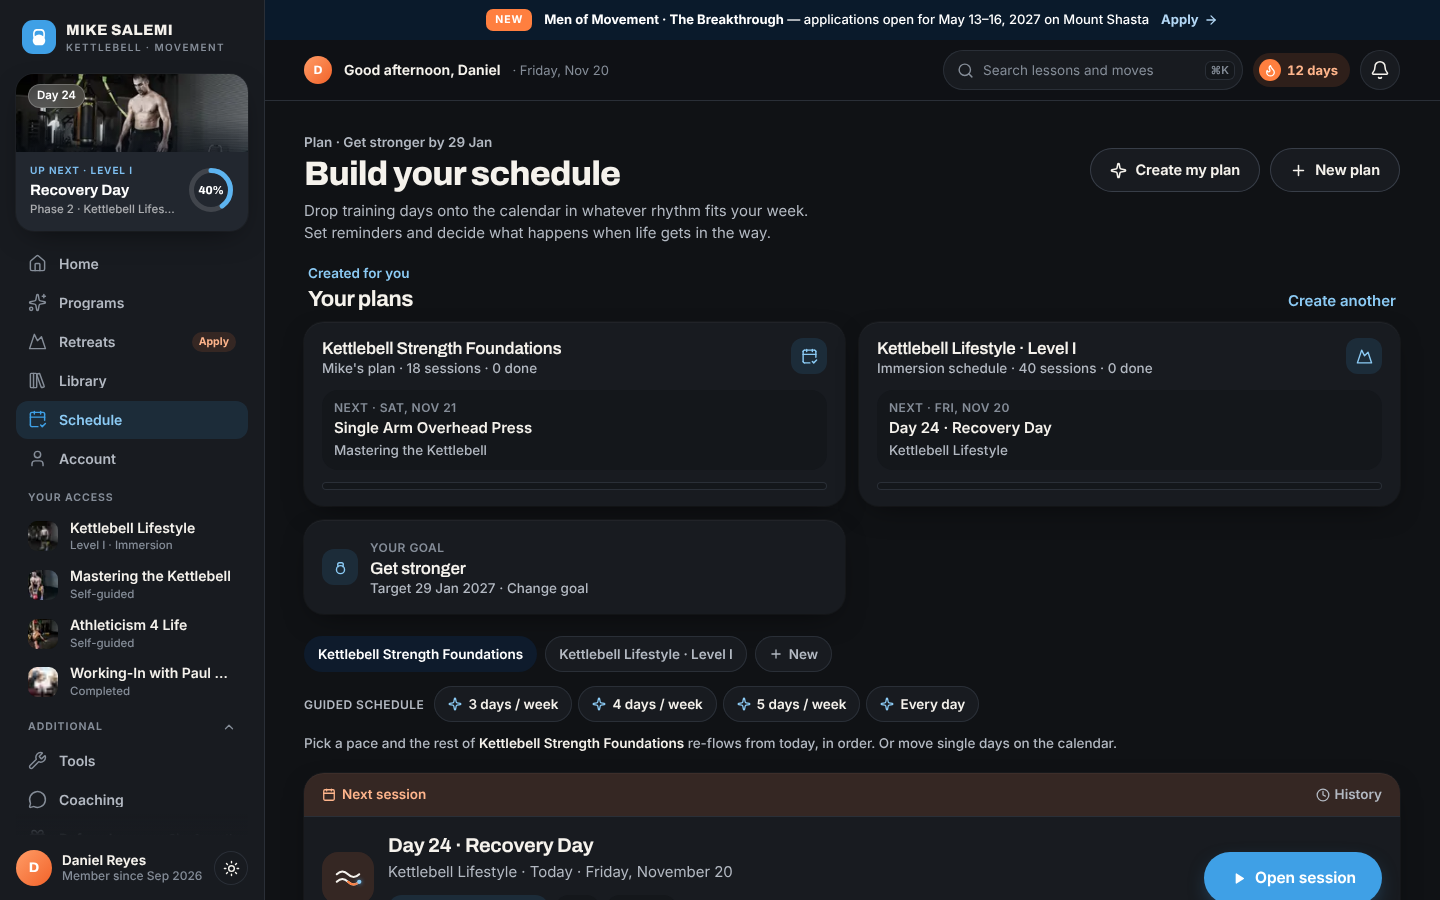 MIKE SALEMI
KETTLEBELL · MOVEMENT
Day 24
UP NEXT · LEVEL I
Recovery Day
Phase 2 · Kettlebell Lifes...
40%
Home
Programs
Retreats
Apply
Library
Schedule
Account
YOUR ACCESS
Kettlebell Lifestyle
Level I · Immersion
Mastering the Kettlebell
Self-guided
Athleticism 4 Life
Self-guided
Working-In with Paul ...
Completed
ADDITIONAL
Tools
Coaching
D
Daniel Reyes
Member since Sep 2026
NEW Men of Movement · The Breakthrough — applications open for May 13–16, 2027 on Mount Shasta Apply →
D Good afternoon, Daniel · Friday, Nov 20
Search lessons and moves ⌘K
12 days
Plan · Get stronger by 29 Jan
Build your schedule
Drop training days onto the calendar in whatever rhythm fits your week.
Set reminders and decide what happens when life gets in the way.
Create my plan
New plan
Created for you
Your plans
Create another
Kettlebell Strength Foundations
Mike's plan · 18 sessions · 0 done
NEXT · SAT, NOV 21
Single Arm Overhead Press
Mastering the Kettlebell
Kettlebell Lifestyle · Level I
Immersion schedule · 40 sessions · 0 done
NEXT · FRI, NOV 20
Day 24 · Recovery Day
Kettlebell Lifestyle
YOUR GOAL
Get stronger
Target 29 Jan 2027 · Change goal
Kettlebell Strength Foundations
Kettlebell Lifestyle · Level I
+ New
GUIDED SCHEDULE
3 days / week
4 days / week
5 days / week
Every day
Pick a pace and the rest of Kettlebell Strength Foundations re-flows from today, in order. Or move single days on the calendar.
Next session
History
Day 24 · Recovery Day
Kettlebell Lifestyle · Today · Friday, November 20
Open session